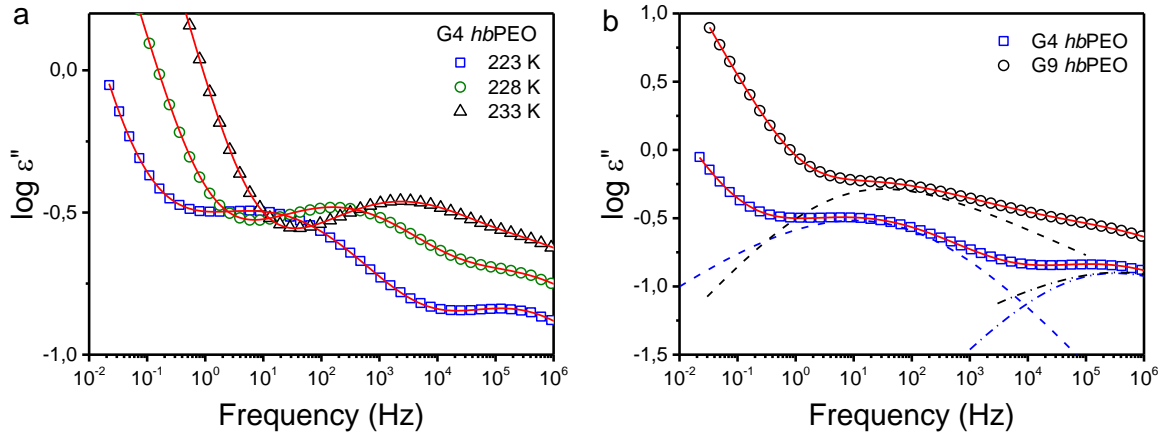 a
G4 hbPEO
223 K
228 K
233 K
0,0
-0,5
-1,0
log ε"
10-2 10-1 100 101 102 103 104 105 106
Frequency (Hz)
b
G4 hbPEO
G9 hbPEO
1,0
0,5
0,0
-0,5
-1,0
-1,5
log ε"
10-2 10-1 100 101 102 103 104 105 106
Frequency (Hz)